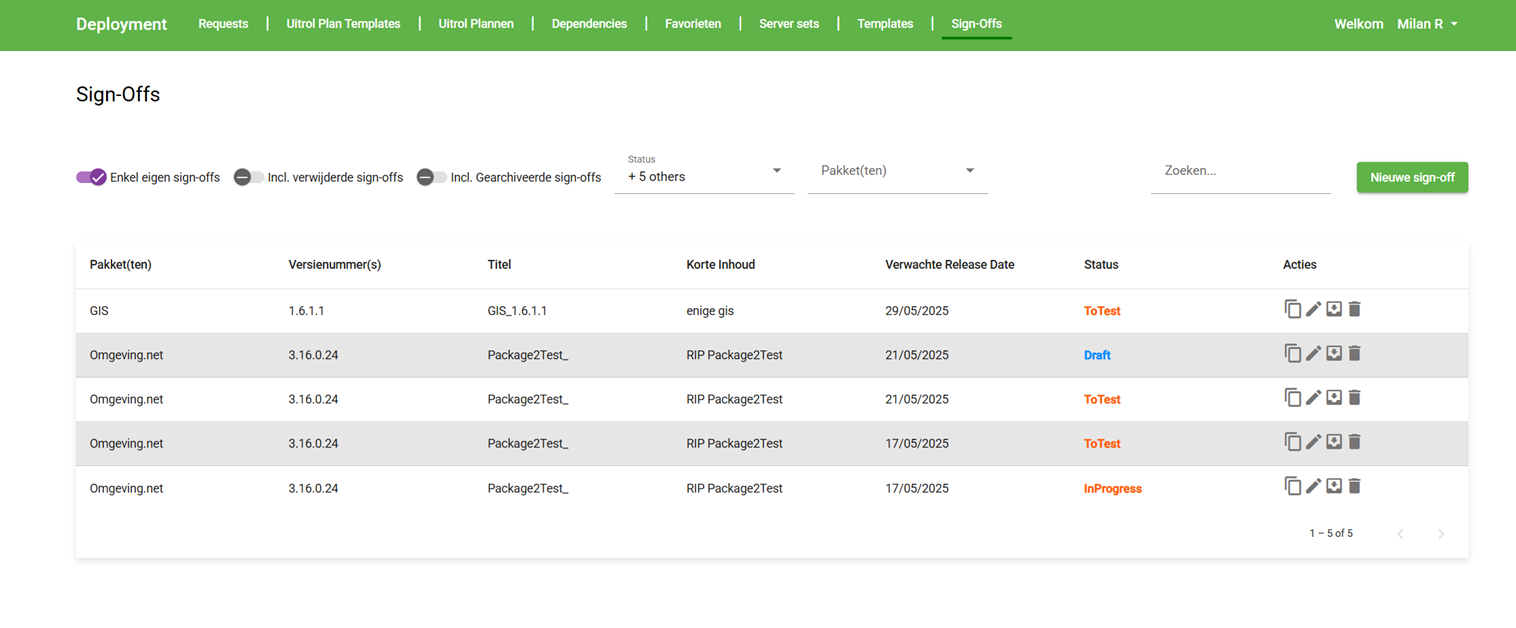 Deployment Requests | Uitrol Plan Templates | Uitrol Plannen | Dependencies | Favorieten | Server sets | Templates | Sign-Offs Welkom Milan R
Sign-Offs
Enkel eigen sign-offs Incl. verwijderde sign-offs Incl. Gearchiveerde sign-offs
Status
+ 5 others
Pakket(ten)
Zoeken...
Nieuwe sign-off
Pakket(ten) Versienummer(s) Titel Korte Inhoud Verwachte Release Date Status Acties
GIS 1.6.1.1 GIS_1.6.1.1 enige gis 29/05/2025 ToTest
Omgeving.net 3.16.0.24 Package2Test_ RIP Package2Test 21/05/2025 Draft
Omgeving.net 3.16.0.24 Package2Test_ RIP Package2Test 21/05/2025 ToTest
Omgeving.net 3.16.0.24 Package2Test_ RIP Package2Test 17/05/2025 ToTest
Omgeving.net 3.16.0.24 Package2Test_ RIP Package2Test 17/05/2025 InProgress
1 – 5 of 5